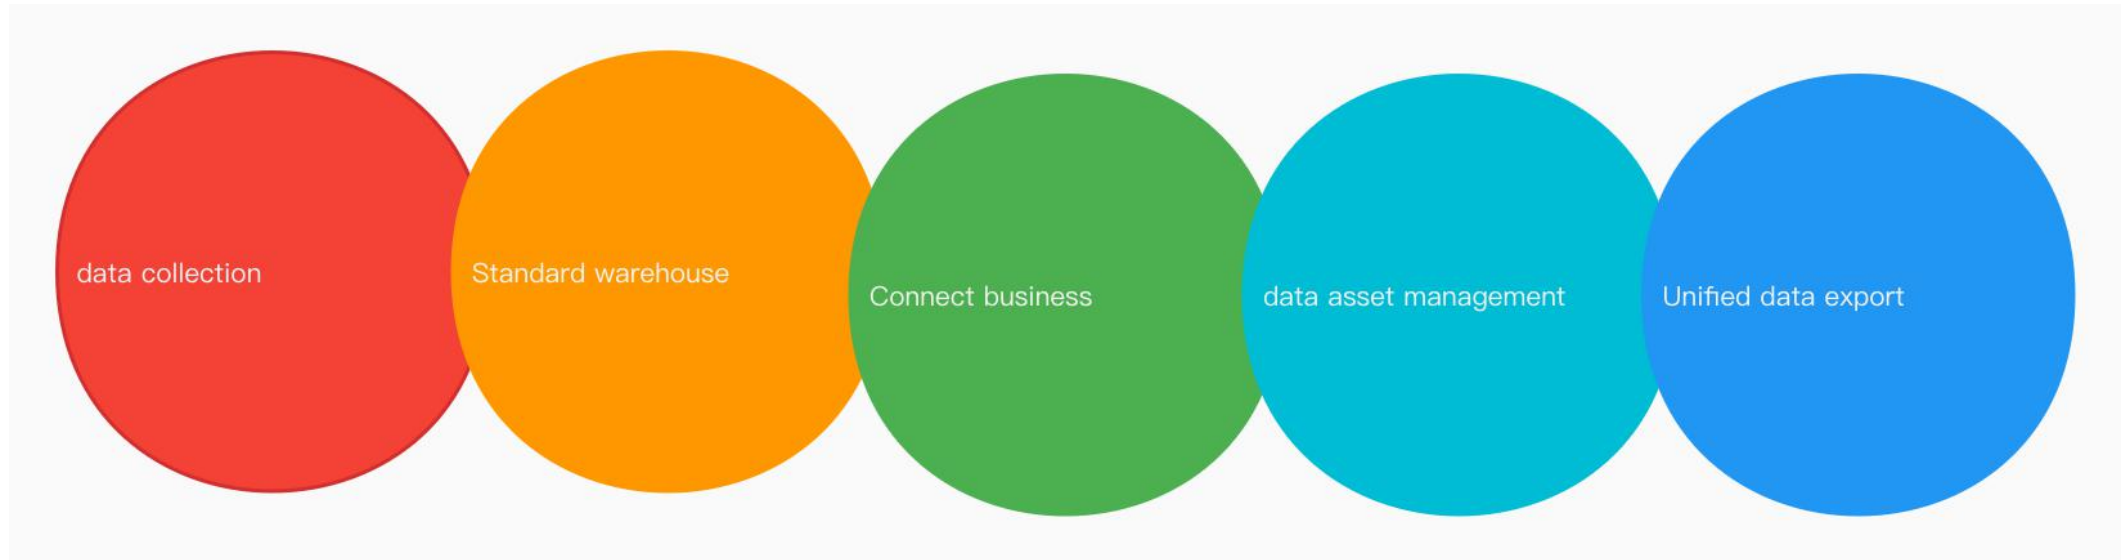 data collection
Standard warehouse
Connect business
data asset management
Unified data export